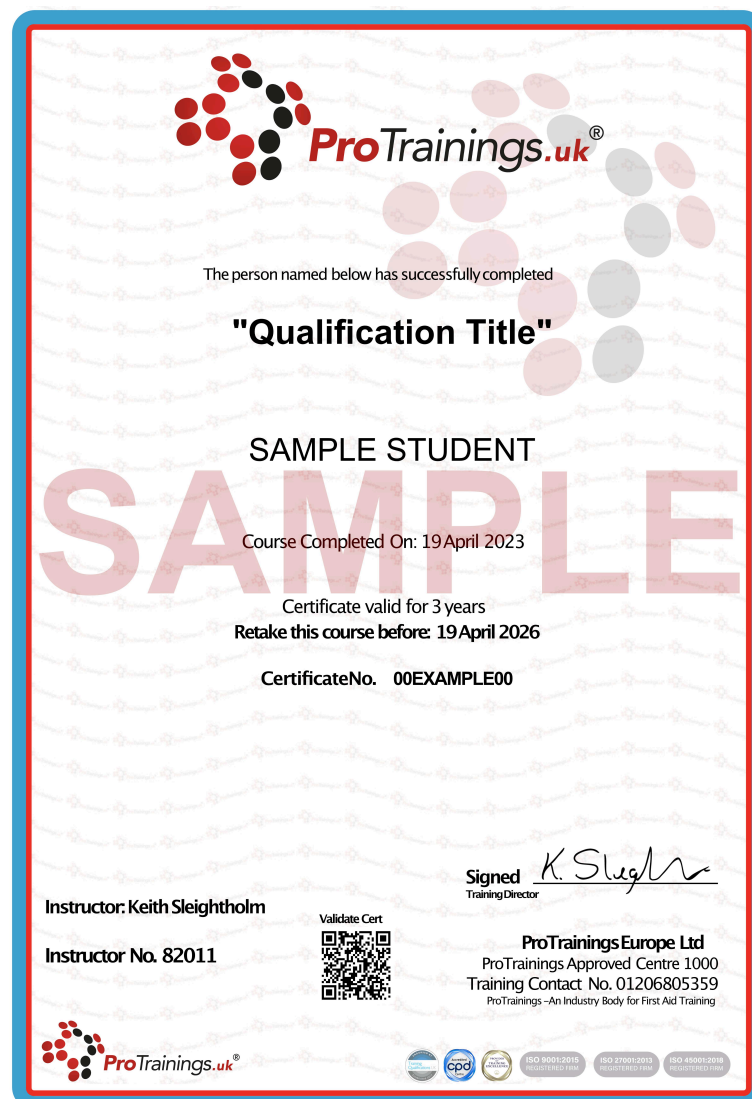 ProTrainings.uk®
The person named below has successfully completed
"Qualification Title"
SAMPLE STUDENT
SAMPLE
Course Completed On: 19 April 2023
Certificate valid for 3 years
Retake this course before: 19 April 2026
Certificate No. 00EXAMPLE00
Signed
Training Director
Instructor: Keith Sleightholm
Instructor No. 82011
Validate Cert
ProTrainings Europe Ltd
ProTrainings Approved Centre 1000
Training Contact No. 01206805359
ProTrainings – An Industry Body for First Aid Training
ProTrainings.uk®
cpd
ISO 9001:2015
REGISTERED FIRM
ISO 27001:2013
REGISTERED FIRM
ISO 45001:2018
REGISTERED FIRM